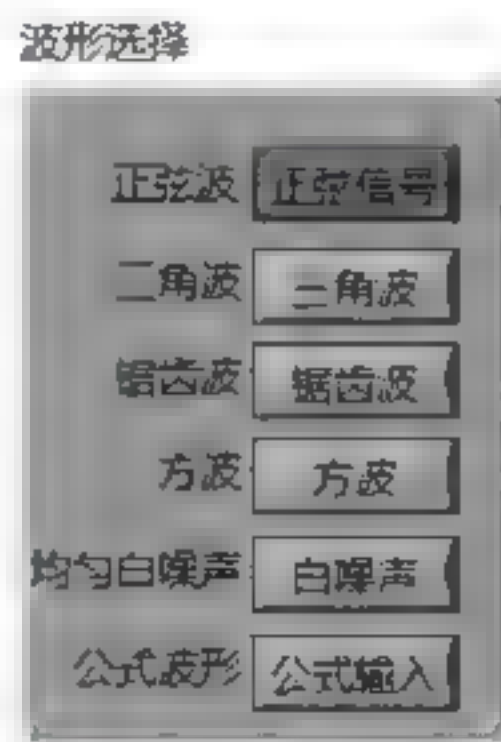 波形选择
正弦波 正弦信号
三角波 三角波
锯齿波 锯齿波
方波 方波
均匀白噪声 白噪声
公式波形 公式输入